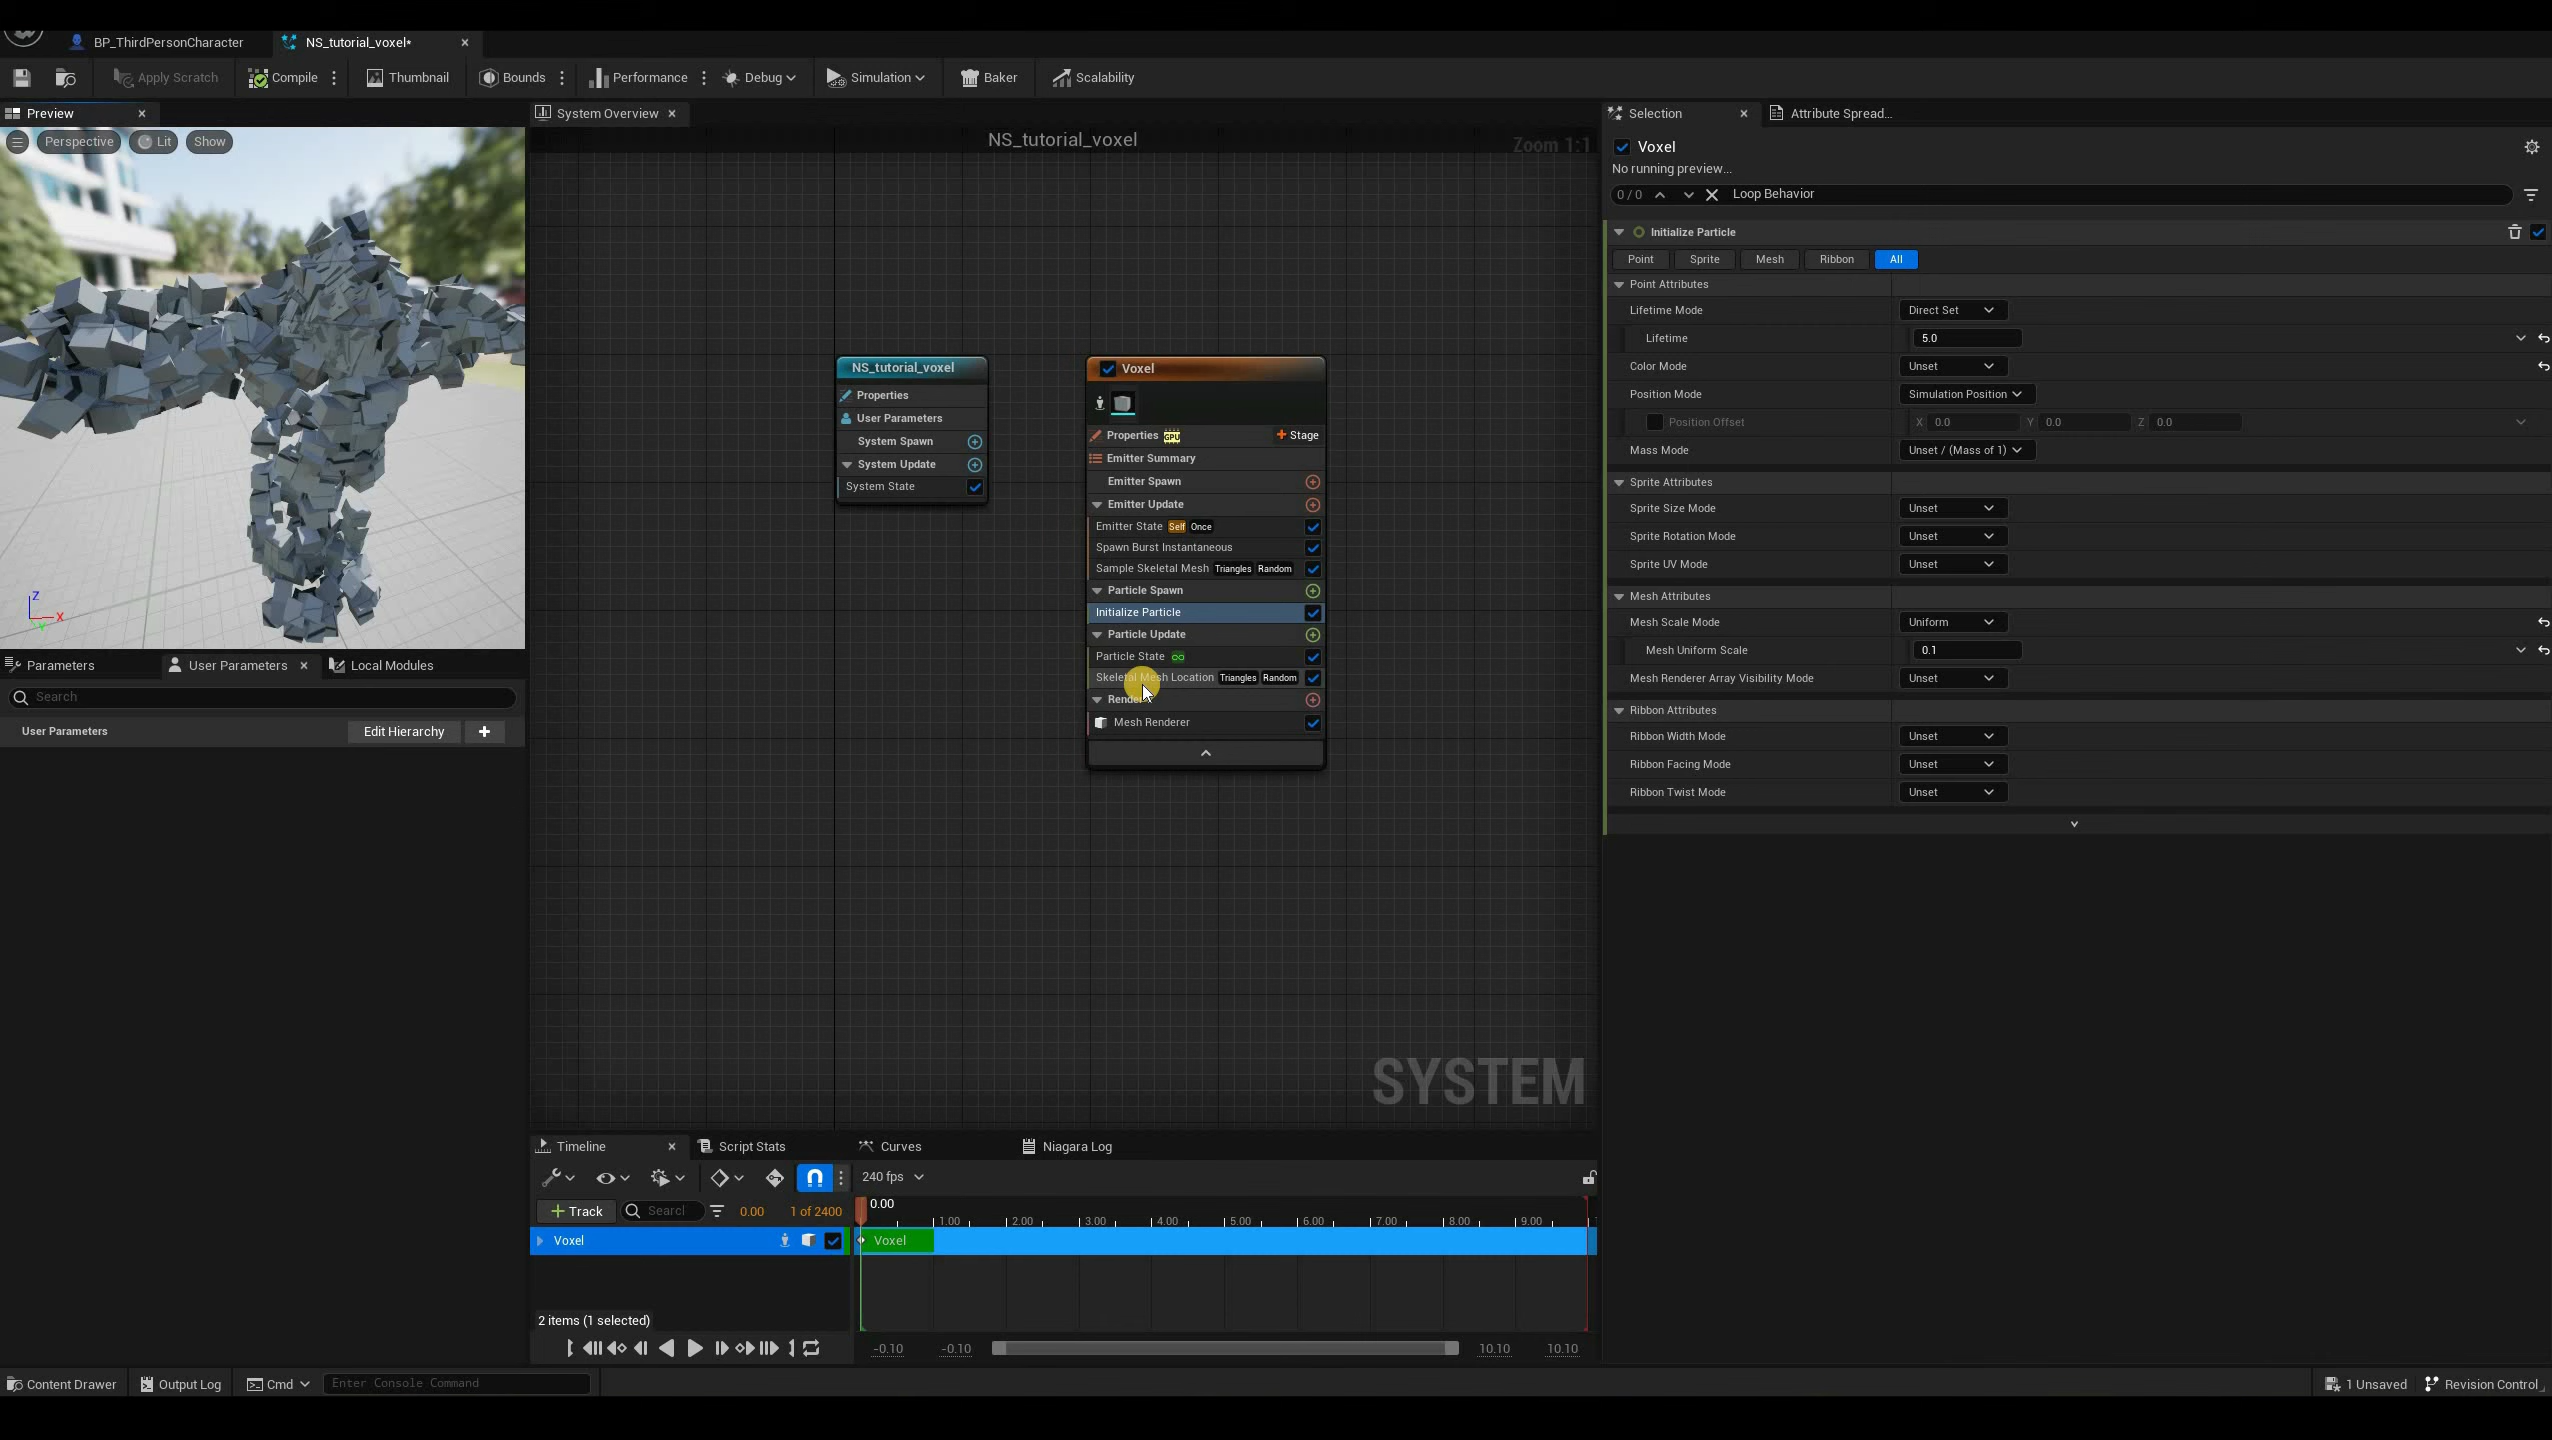 BP_ThirdPersonCharacter
NS_tutorial_voxel*
Apply Scratch
Compile
Thumbnail
Bounds
Performance
Debug
Simulation
Baker
Scalability
Preview
System Overview
Selection
Attribute Spread...
Perspective
Lit
Show
NS_tutorial_voxel
Zoom 1:1
Voxel
No running preview...
0 / 0
Loop Behavior
Initialize Particle
Point
Sprite
Mesh
Ribbon
All
Point Attributes
Lifetime Mode Direct Set
Lifetime 5.0
Color Mode Unset
Position Mode Simulation Position
Position Offset X 0.0 Y 0.0 Z 0.0
Mass Mode Unset / (Mass of 1)
Sprite Attributes
Sprite Size Mode Unset
Sprite Rotation Mode Unset
Sprite UV Mode Unset
Mesh Attributes
Mesh Scale Mode Uniform
Mesh Uniform Scale 0.1
Mesh Renderer Array Visibility Mode Unset
Ribbon Attributes
Ribbon Width Mode Unset
Ribbon Facing Mode Unset
Ribbon Twist Mode Unset
NS_tutorial_voxel
Properties
User Parameters
System Spawn
System Update
System State
Voxel
Properties GPU Stage
Emitter Summary
Emitter Spawn
Emitter Update
Emitter State Self Once
Spawn Burst Instantaneous
Sample Skeletal Mesh Triangles Random
Particle Spawn
Initialize Particle
Particle Update
Particle State
Skeletal Mesh Location Triangles Random
Render
Mesh Renderer
SYSTEM
Z
X
Y
Parameters
User Parameters
Local Modules
Search
User Parameters
Edit Hierarchy
Timeline
Script Stats
Curves
Niagara Log
240 fps
Track
Searcl
0.00
1 of 2400
0.00
1.00 2.00 3.00 4.00 5.00 6.00 7.00 8.00 9.00
Voxel
Voxel
2 items (1 selected)
-0.10
-0.10
10.10
10.10
Content Drawer
Output Log
Cmd
Enter Console Command
1 Unsaved
Revision Control